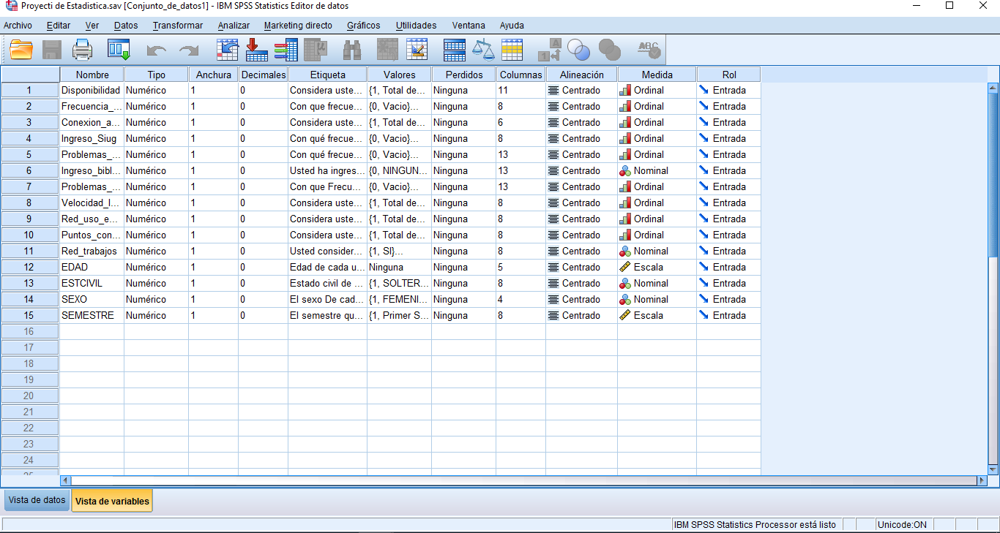 Proyecti de Estadistica.sav [Conjunto_de_datos1] - IBM SPSS Statistics Editor de datos
Archivo Editar Ver Datos Transformar Analizar Marketing directo Gráficos Utilidades Ventana Ayuda
Nombre Tipo Anchura Decimales Etiqueta Valores Perdidos Columnas Alineación Medida Rol
1 Disponibilidad Numérico 1 0 Considera uste... {1, Total de... Ninguna 11 Centrado Ordinal Entrada
2 Frecuencia_... Numérico 1 0 Con que frecue... {0, Vacio}... Ninguna 8 Centrado Ordinal Entrada
3 Conexion_a... Numérico 1 0 Considera uste... {1, Total de... Ninguna 6 Centrado Ordinal Entrada
4 Ingreso_Siug Numérico 1 0 Con qué frecue... {0, Vacio}... Ninguna 8 Centrado Ordinal Entrada
5 Problemas_... Numérico 1 0 Con qué frecue... {0, Vacio}... Ninguna 13 Centrado Ordinal Entrada
6 Ingreso_bibl... Numérico 1 0 Usted ha ingres... {0, NINGUN... Ninguna 13 Centrado Nominal Entrada
7 Problemas_... Numérico 1 0 Con que Frecu... {0, Vacio}... Ninguna 13 Centrado Ordinal Entrada
8 Velocidad_I... Numérico 1 0 Considera uste... {1, Total de... Ninguna 8 Centrado Ordinal Entrada
9 Red_uso_e... Numérico 1 0 Considera uste... {1, Total de... Ninguna 8 Centrado Ordinal Entrada
10 Puntos_con... Numérico 1 0 Considera uste... {1, Total de... Ninguna 8 Centrado Ordinal Entrada
11 Red_trabajos Numérico 1 0 Usted consider... {1, SI}... Ninguna 8 Centrado Nominal Entrada
12 EDAD Numérico 1 0 Edad de cada u... Ninguna Ninguna 5 Centrado Escala Entrada
13 ESTCIVIL Numérico 1 0 Estado civil de ... {1, SOLTER... Ninguna 8 Centrado Nominal Entrada
14 SEXO Numérico 1 0 El sexo De cad... {1, FEMENI... Ninguna 4 Centrado Nominal Entrada
15 SEMESTRE Numérico 1 0 El semestre qu... {1, Primer S... Ninguna 8 Centrado Escala Entrada
16
17
18
19
20
21
22
23
24
25
Vista de datos Vista de variables
IBM SPSS Statistics Processor está listo Unicode:ON